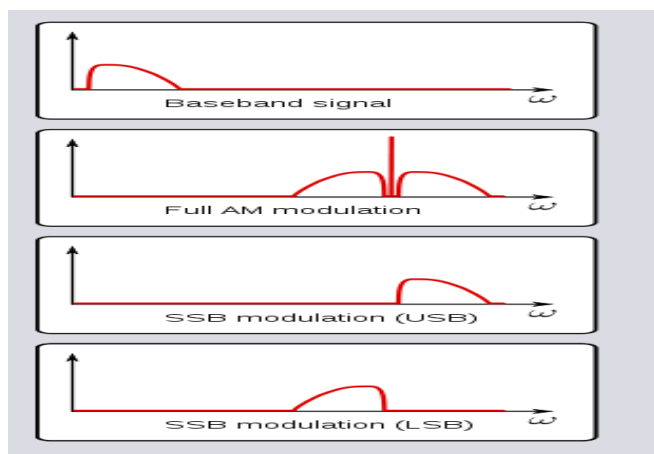 Baseband signal
ω
Full AM modulation
ω
SSB modulation (USB)
ω
SSB modulation (LSB)
ω